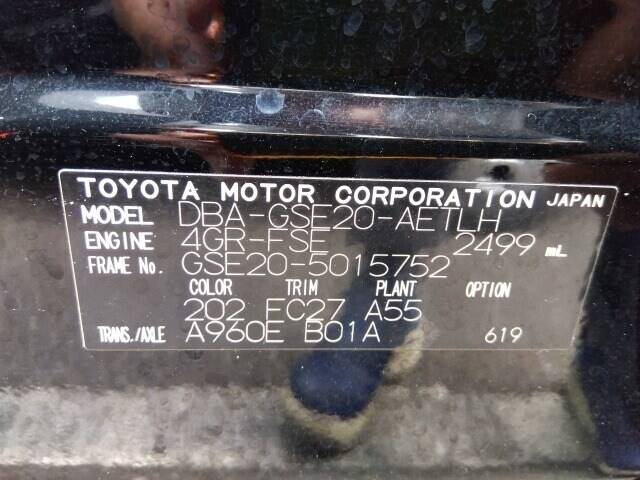 TOYOTA MOTOR CORPORATION JAPAN
MODEL DBA-GSE20-AETLH
ENGINE 4GR-FSE 2499 mL
FRAME No. GSE20-5015752
COLOR TRIM PLANT OPTION
202 FC27 A55
TRANS./AXLE A960E B01A 619